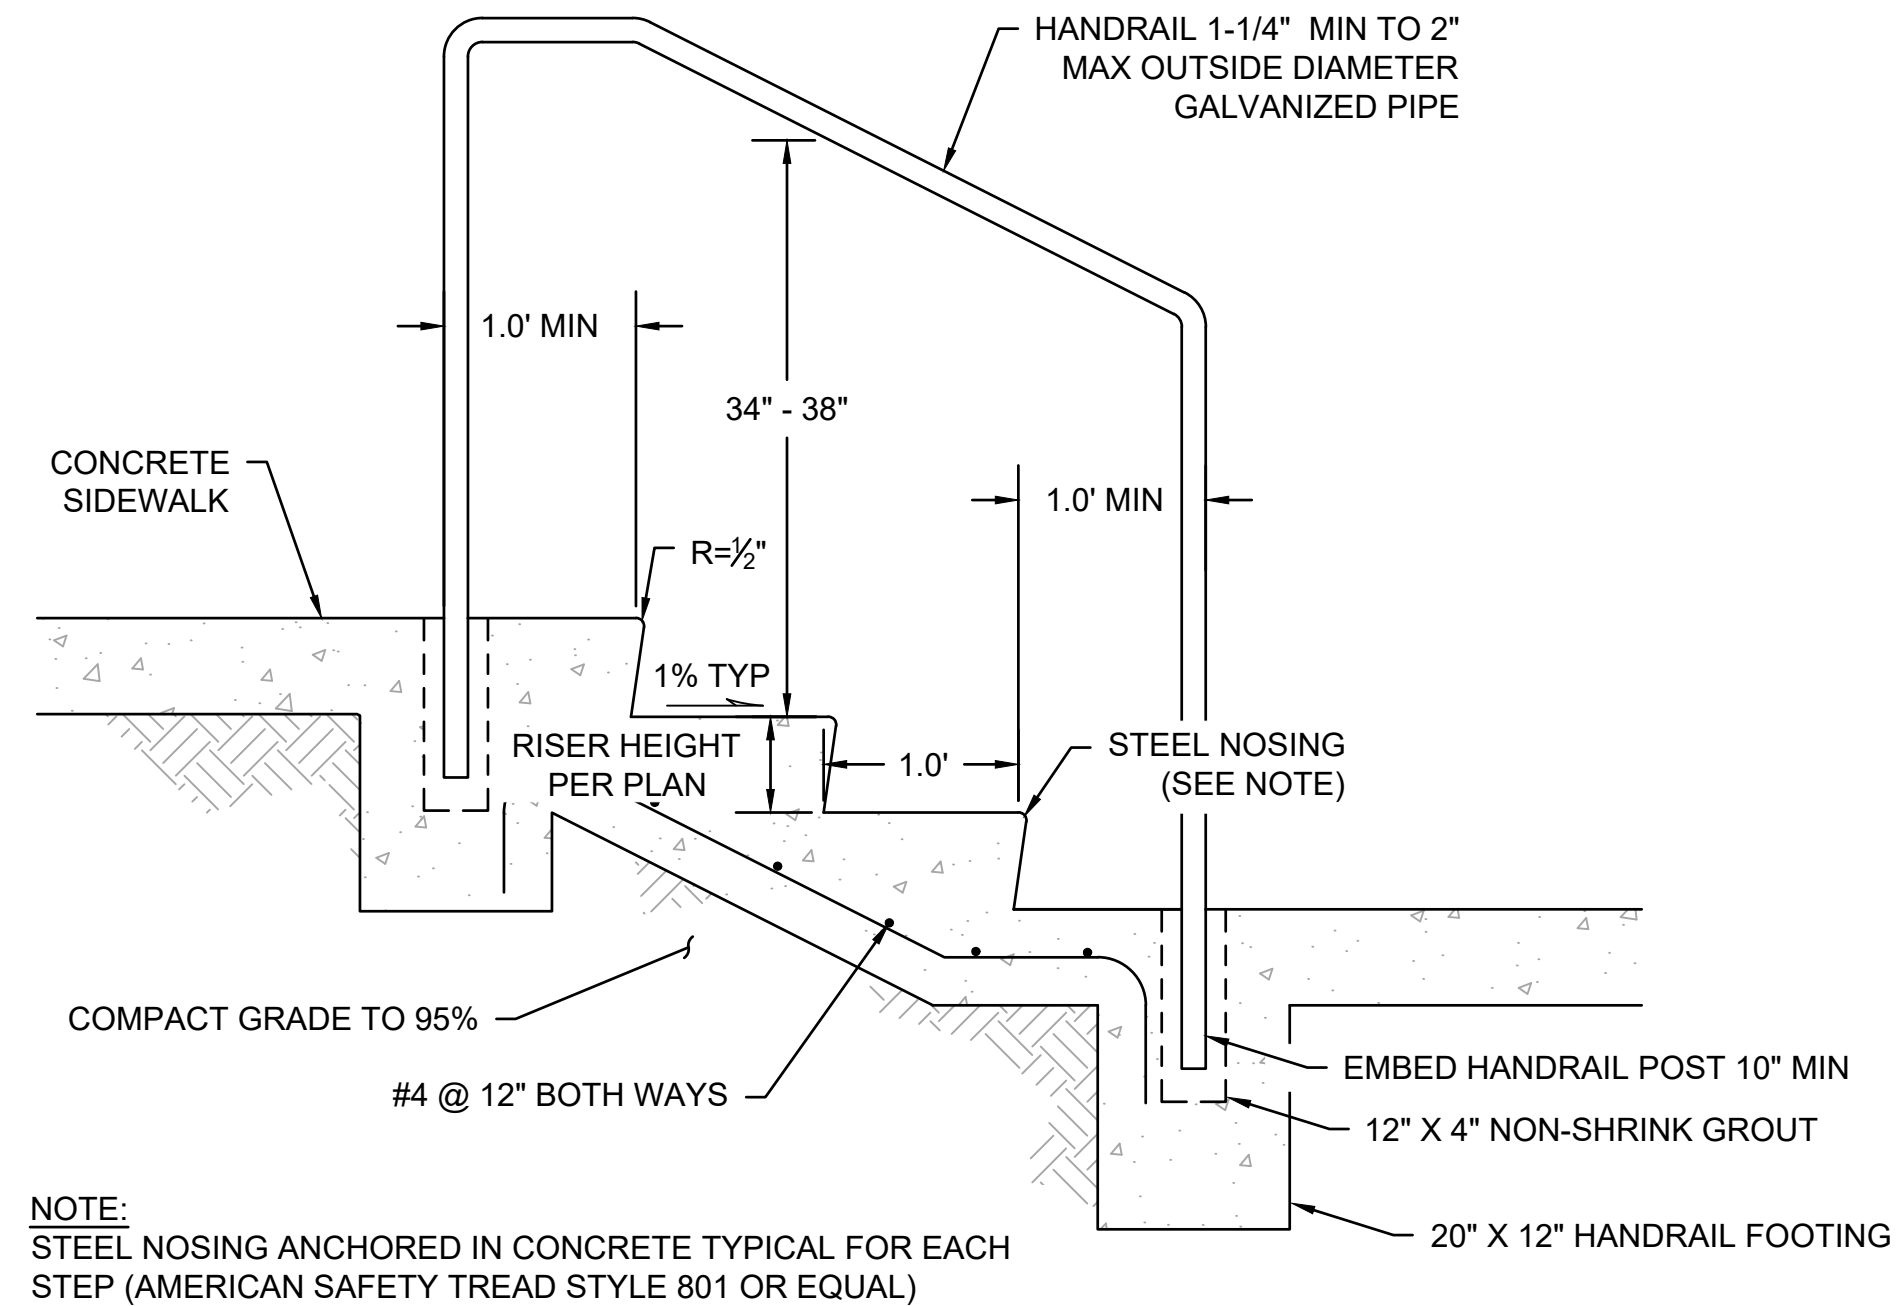 HANDRAIL 1-1/4" MIN TO 2"
MAX OUTSIDE DIAMETER
GALVANIZED PIPE
1.0' MIN
34" - 38"
CONCRETE
SIDEWALK
1.0' MIN
R=½"
1% TYP
RISER HEIGHT
PER PLAN
1.0'
STEEL NOSING
(SEE NOTE)
COMPACT GRADE TO 95%
#4 @ 12" BOTH WAYS
EMBED HANDRAIL POST 10" MIN
12" X 4" NON-SHRINK GROUT
20" X 12" HANDRAIL FOOTING
NOTE:
STEEL NOSING ANCHORED IN CONCRETE TYPICAL FOR EACH
STEP (AMERICAN SAFETY TREAD STYLE 801 OR EQUAL)